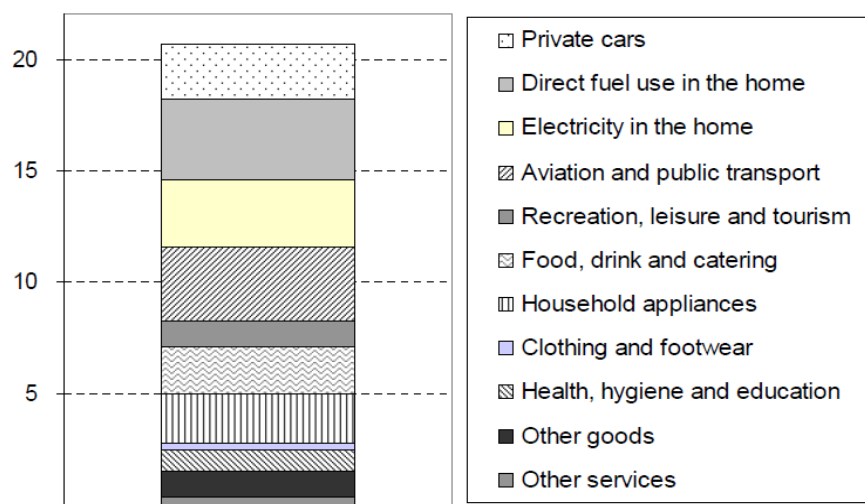 20
15
10
5
Private cars
Direct fuel use in the home
Electricity in the home
Aviation and public transport
Recreation, leisure and tourism
Food, drink and catering
Household appliances
Clothing and footwear
Health, hygiene and education
Other goods
Other services